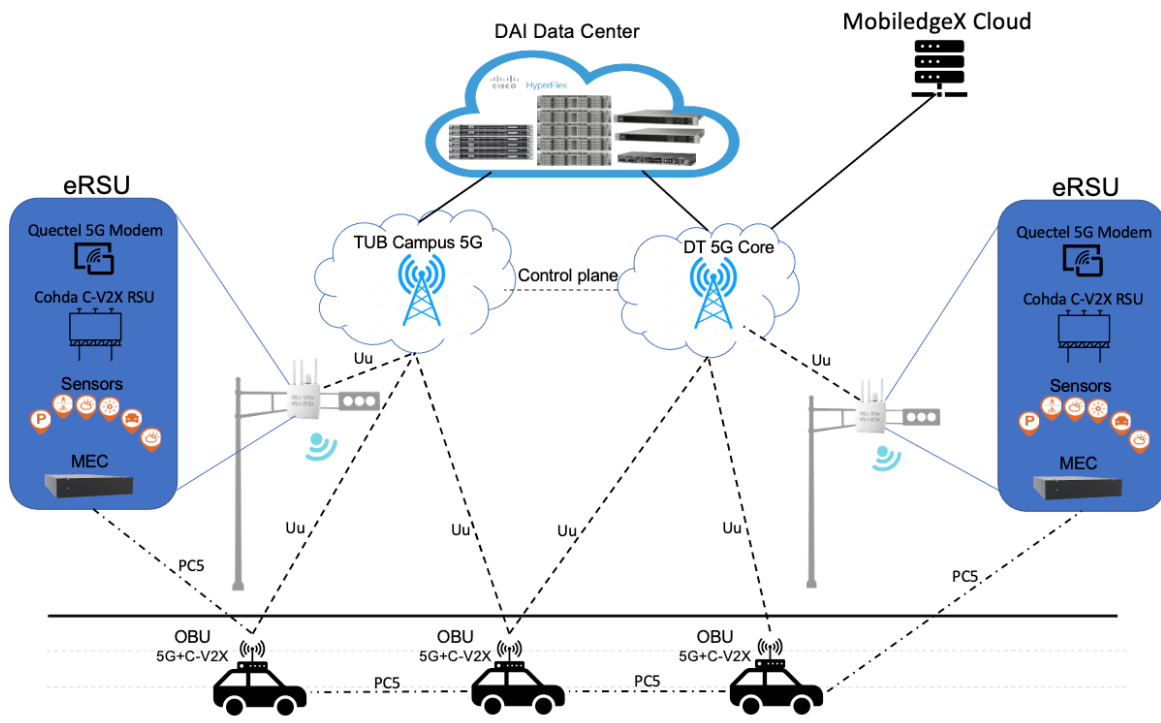 DAI Data Center
MobiledgeX Cloud
CISCO
HyperFlex
eRSU
Quectel 5G Modem
Cohda C-V2X RSU
Sensors
P
MEC
TUB Campus 5G
Control plane
DT 5G Core
eRSU
Quectel 5G Modem
Cohda C-V2X RSU
Sensors
P
MEC
Uu
Uu
Uu
Uu
Uu
Uu
PC5
PC5
OBU
5G+C-V2X
OBU
5G+C-V2X
OBU
5G+C-V2X
PC5
PC5